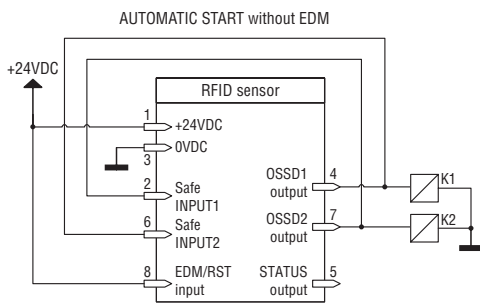 AUTOMATIC START without EDM
+24VDC
RFID sensor
1
+24VDC
0VDC
3
2
Safe
INPUT1
6
Safe
INPUT2
8
EDM/RST
input
OSSD1
output
4
K1
OSSD2
output
7
K2
STATUS
output
5